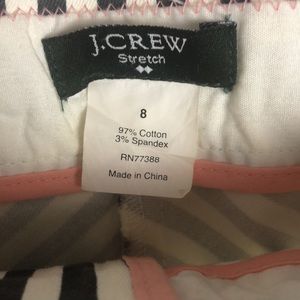 J.CREW
Stretch
8
97% Cotton
3% Spandex
RN77388
Made in China